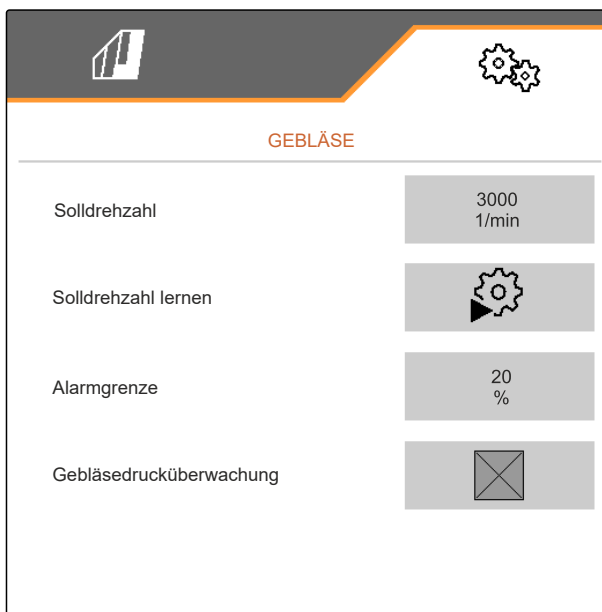 GEBLÄSE
Solldrehzahl
3000
1/min
Solldrehzahl lernen
Alarmgrenze
20
%
Gebläsedrucküberwachung